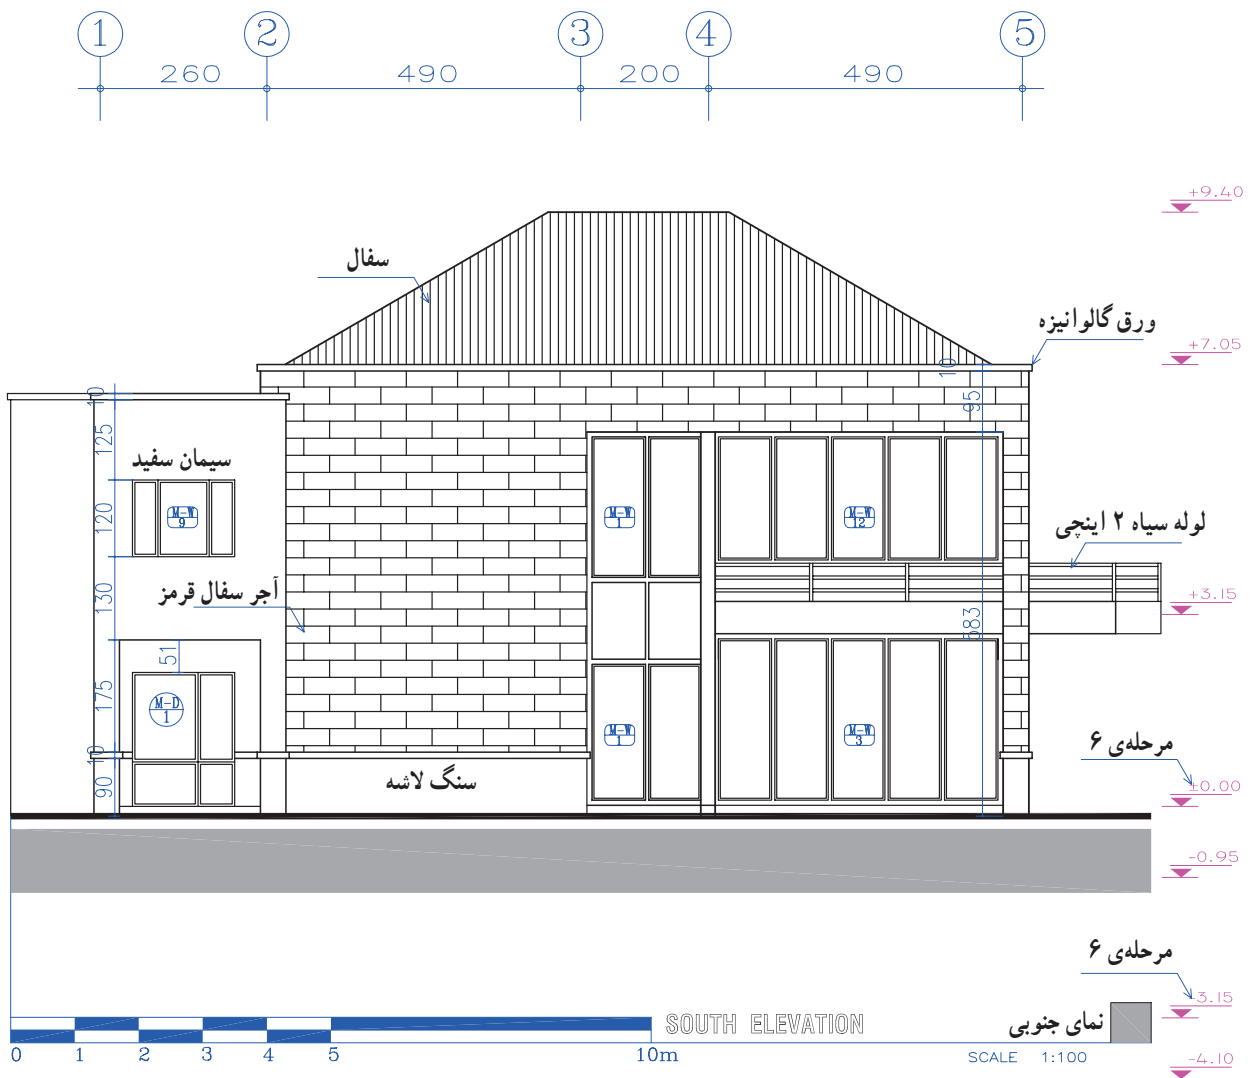 1 2 3 4 5
260 490 200 490
+9.40
سفال
ورق گالوانیزه
+7.05
10
95
10
125
سیمان سفید
M-W
9
M-W
1
M-W
12
120
لوله سیاه ۲ اینچی
آجر سفال قرمز
130
+3.15
583
51
M-D
1
175
M-W
1
M-W
3
مرحله‌ی ۶
10
سنگ لاشه
90
±0.00
-0.95
مرحله‌ی ۶
-3.15
SOUTH ELEVATION
نمای جنوبی
0 1 2 3 4 5 10m
SCALE 1:100
-4.10